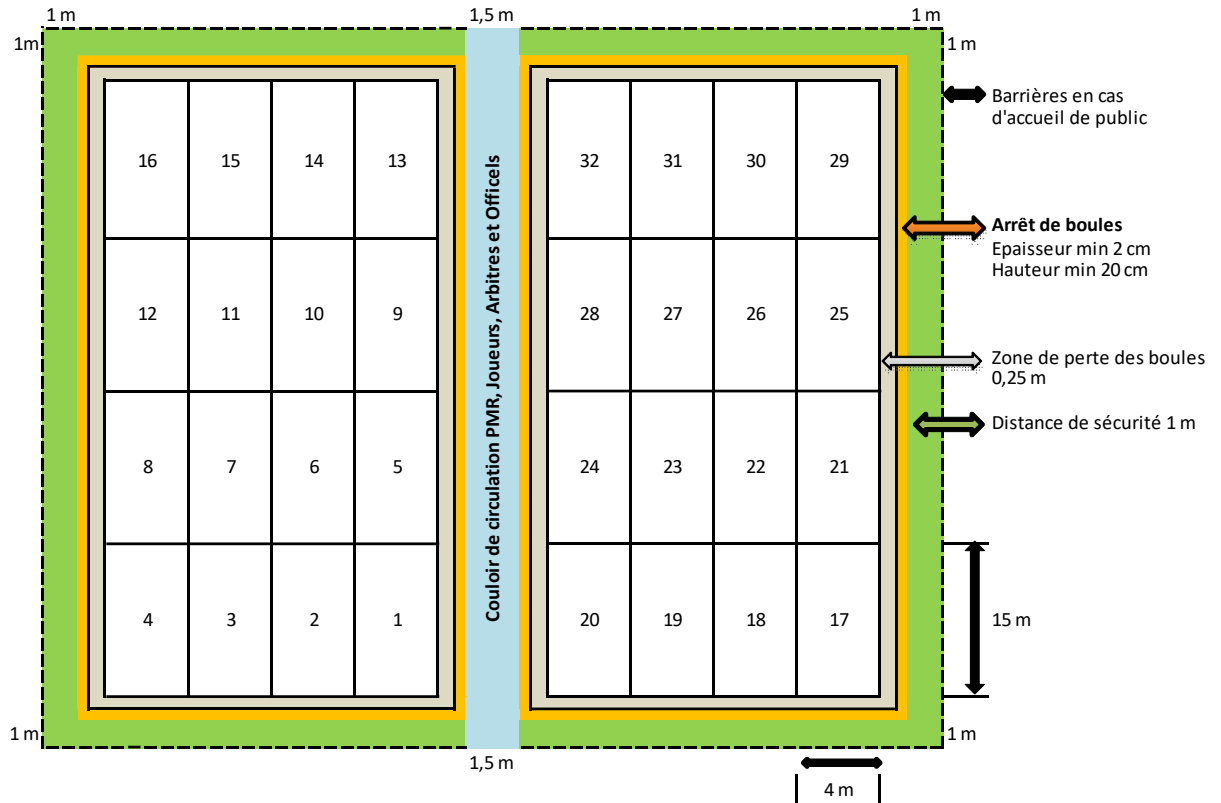 1 m
1,5 m
1 m
1m
1 m
Barrières en cas
d'accueil de public
16
15
14
13
32
31
30
29
Couloir de circulation PMR, Joueurs, Arbitres et Officels
Arrêt de boules
Epaisseur min 2 cm
Hauteur min 20 cm
12
11
10
9
28
27
26
25
Zone de perte des boules
0,25 m
Distance de sécurité 1 m
8
7
6
5
24
23
22
21
4
3
2
1
20
19
18
17
15 m
1 m
1 m
1,5 m
4 m